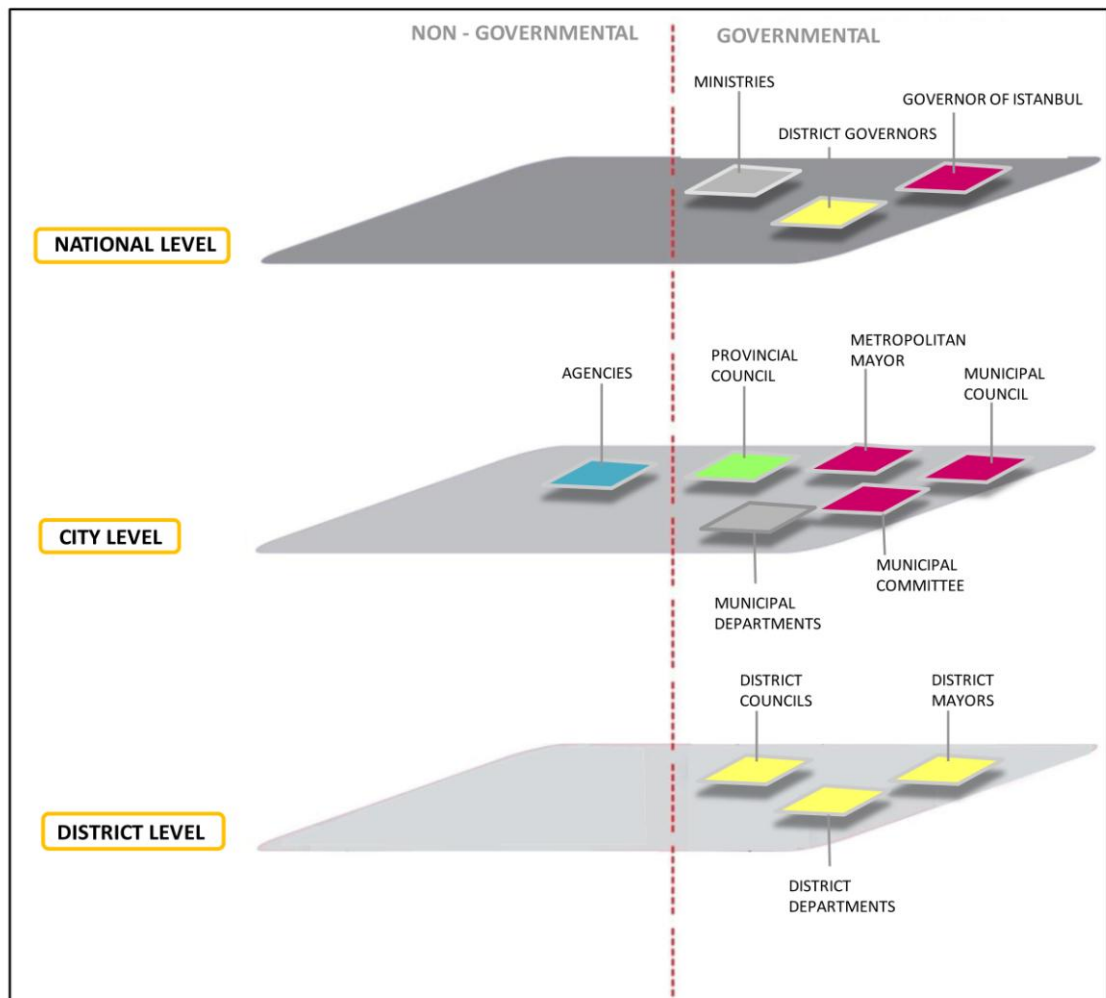 NON - GOVERNMENTAL
GOVERNMENTAL
MINISTRIES
GOVERNOR OF ISTANBUL
DISTRICT GOVERNORS
NATIONAL LEVEL
AGENCIES
PROVINCIAL
COUNCIL
METROPOLITAN
MAYOR
MUNICIPAL
COUNCIL
CITY LEVEL
MUNICIPAL
DEPARTMENTS
MUNICIPAL
COMMITTEE
DISTRICT
COUNCILS
DISTRICT
MAYORS
DISTRICT LEVEL
DISTRICT
DEPARTMENTS